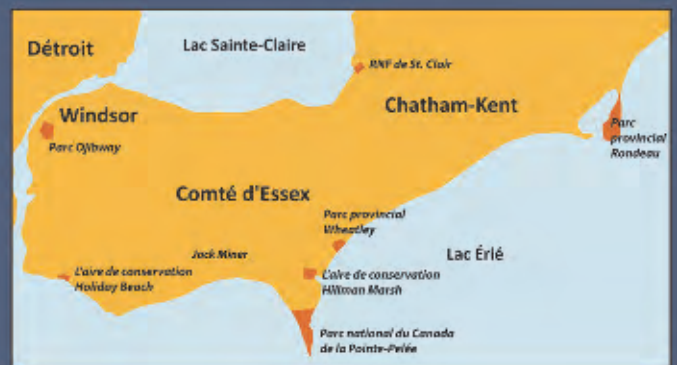 Détroit
Lac Sainte-Claire
RNF de St. Clair
Chatham-Kent
Windsor
Parc Ojibway
Parc
provincial
Rondeau
Comté d'Essex
Parc provincial
Wheatley
Jack Miner
Lac Érié
L'aire de conservation
Holiday Beach
L'aire de conservation
Hillman Marsh
Parc national du Canada
de la Pointe-Pelée